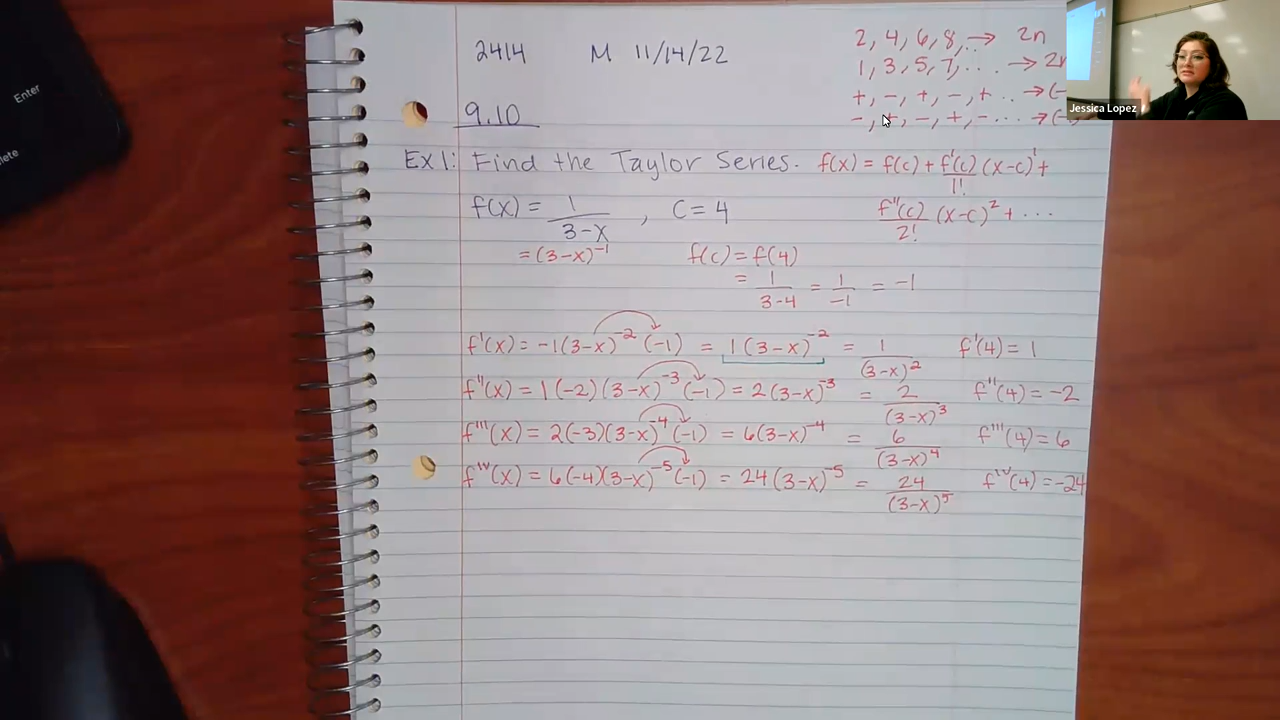 Enter
lete
2414 M 11/14/22
2, 4, 6, 8, .. → 2n
1, 3, 5, 7, ... → 2n
+, -, +, -, + .. → (-
-, +, -, +, - ... → (-
Jessica Lopez
9.10
Ex 1: Find the Taylor Series. f(x) = f(c) + f'(c)/1! (x-c)¹ +
f''(c)/2! (x-c)² + ...
f(x) = 1/(3-x) , C = 4
= (3-x)⁻¹
f(c) = f(4)
= 1/(3-4) = 1/-1 = -1
f'(x) = -1(3-x)⁻²(-1) = 1(3-x)⁻² = 1/(3-x)² f'(4) = 1
f''(x) = 1(-2)(3-x)⁻³(-1) = 2(3-x)⁻³ = 2/(3-x)³ f''(4) = -2
f'''(x) = 2(-3)(3-x)⁻⁴(-1) = 6(3-x)⁻⁴ = 6/(3-x)⁴ f'''(4) = 6
f^{IV}(x) = 6(-4)(3-x)⁻⁵(-1) = 24(3-x)⁻⁵ = 24/(3-x)⁵ f^{IV}(4) = -24